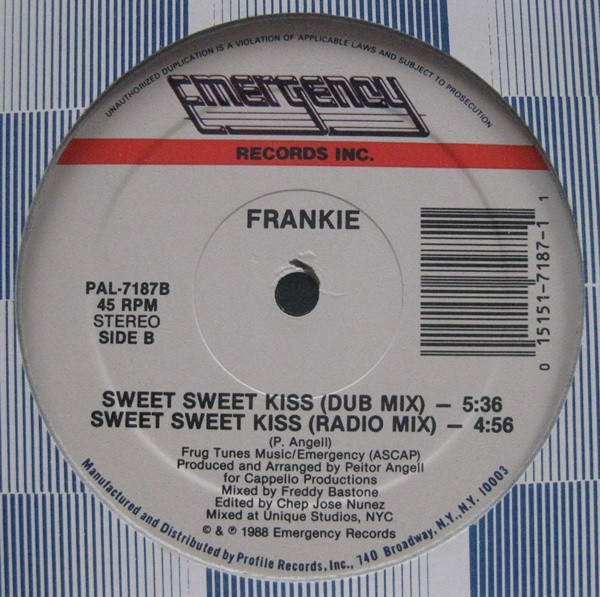 UNAUTHORIZED DUPLICATION IS A VIOLATION OF APPLICABLE LAWS AND SUBJECT TO PROSECUTION
Emergency
RECORDS INC.
FRANKIE
PAL-7187B
45 RPM
STEREO
SIDE B
0 15151-7187-1 1
SWEET SWEET KISS (DUB MIX) — 5:36
SWEET SWEET KISS (RADIO MIX) — 4:56
(P. Angell)
Frug Tunes Music/Emergency (ASCAP)
Produced and Arranged by Peitor Angell
for Cappello Productions
Mixed by Freddy Bastone
Edited by Chep Jose Nunez
Mixed at Unique Studios, NYC
© & ℗ 1988 Emergency Records
Manufactured and Distributed by Profile Records, Inc., 740 Broadway, N.Y., N.Y. 10003